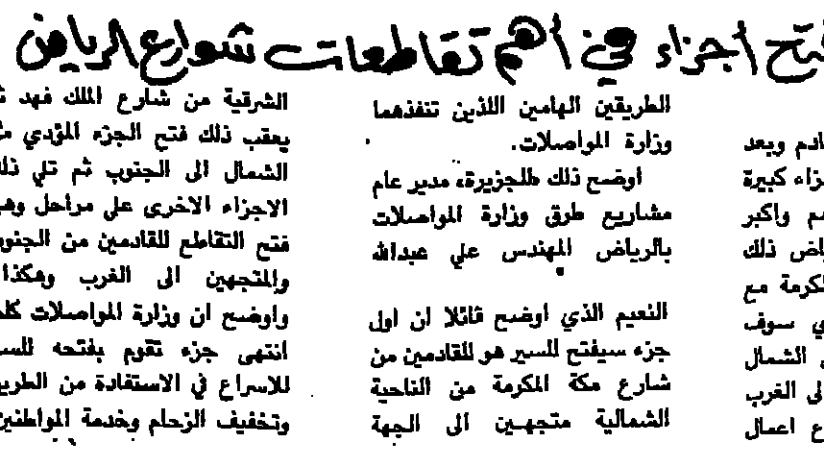 فتح أجزاء في أهم تقاطعات شوارع الرياض
ادم وبعد
زاء كبيرة
م واكبر
ياض ذلك
لكرمة مع
ي سوف
الشمال
لى الغرب
ع اعمال
الطريقين الهامين اللذين تنفذهما
وزارة المواصلات.
اوضح ذلك «للجزيرة» مدير عام
مشاريع طرق وزارة المواصلات
بالرياض المهندس علي عبدالله
النعيم الذي اوضح قائلا ان اول
جزء سيفتح للسير هو للقادمين من
شارع مكة المكرمة من الناحية
الشمالية متجهين الى الجهة
الشرقية من شارع الملك فهد ث
يعقب ذلك فتح الجزء المؤدي م
الشمال الى الجنوب ثم تلي ذل
الاجزاء الاخرى على مراحل وه
فتح التقاطع للقادمين من الجنو
والمتجهين الى الغرب وهكذا
واوضح ان وزارة المواصلات كل
انتهى جزء تقوم بفتحه للس
للاسراع في الاستفادة من الطري
وتخفيف الزحام وخدمة المواطنين